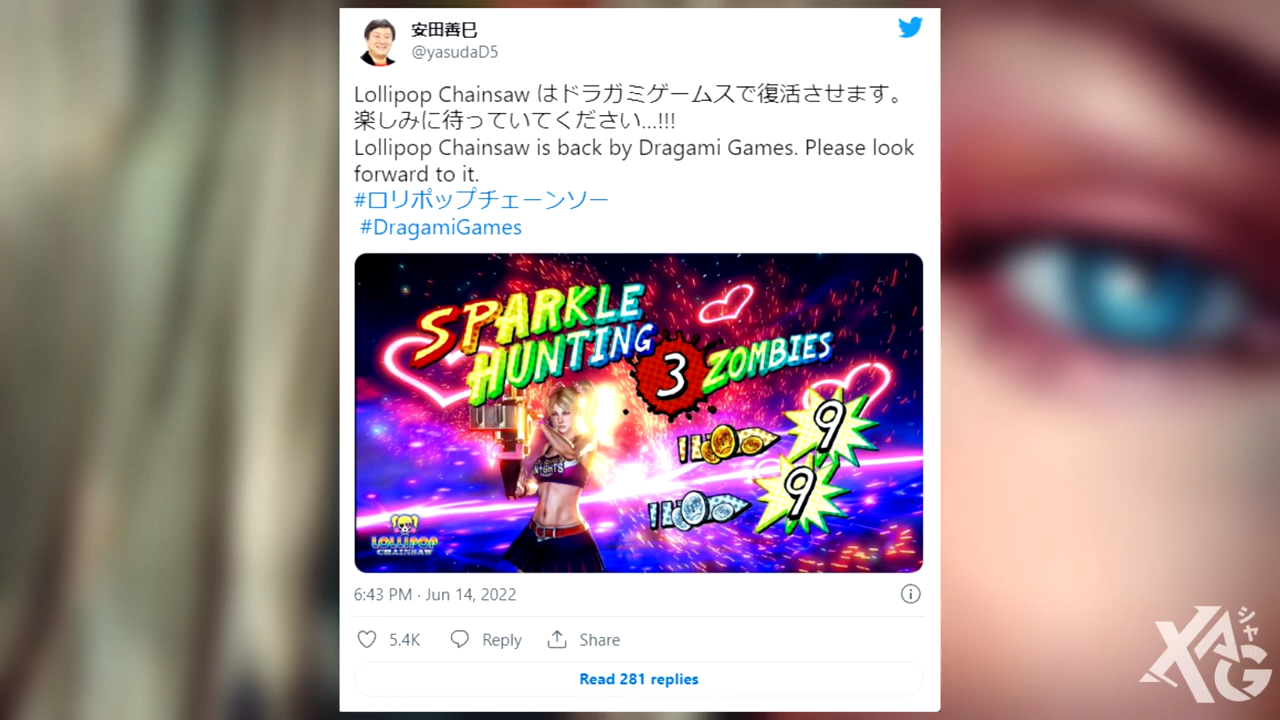 安田善巳
@yasudaD5
Lollipop Chainsaw はドラガミゲームスで復活させます。
楽しみに待っていてください...!!!
Lollipop Chainsaw is back by Dragami Games. Please look
forward to it.
#ロリポップチェーンソー
#DragamiGames
SPARKLE
HUNTING
3 ZOMBIES
9
9
KNIGHTS
LOLLIPOP
CHAINSAW
6:43 PM · Jun 14, 2022
5.4K Reply Share
Read 281 replies
XAG
シャ